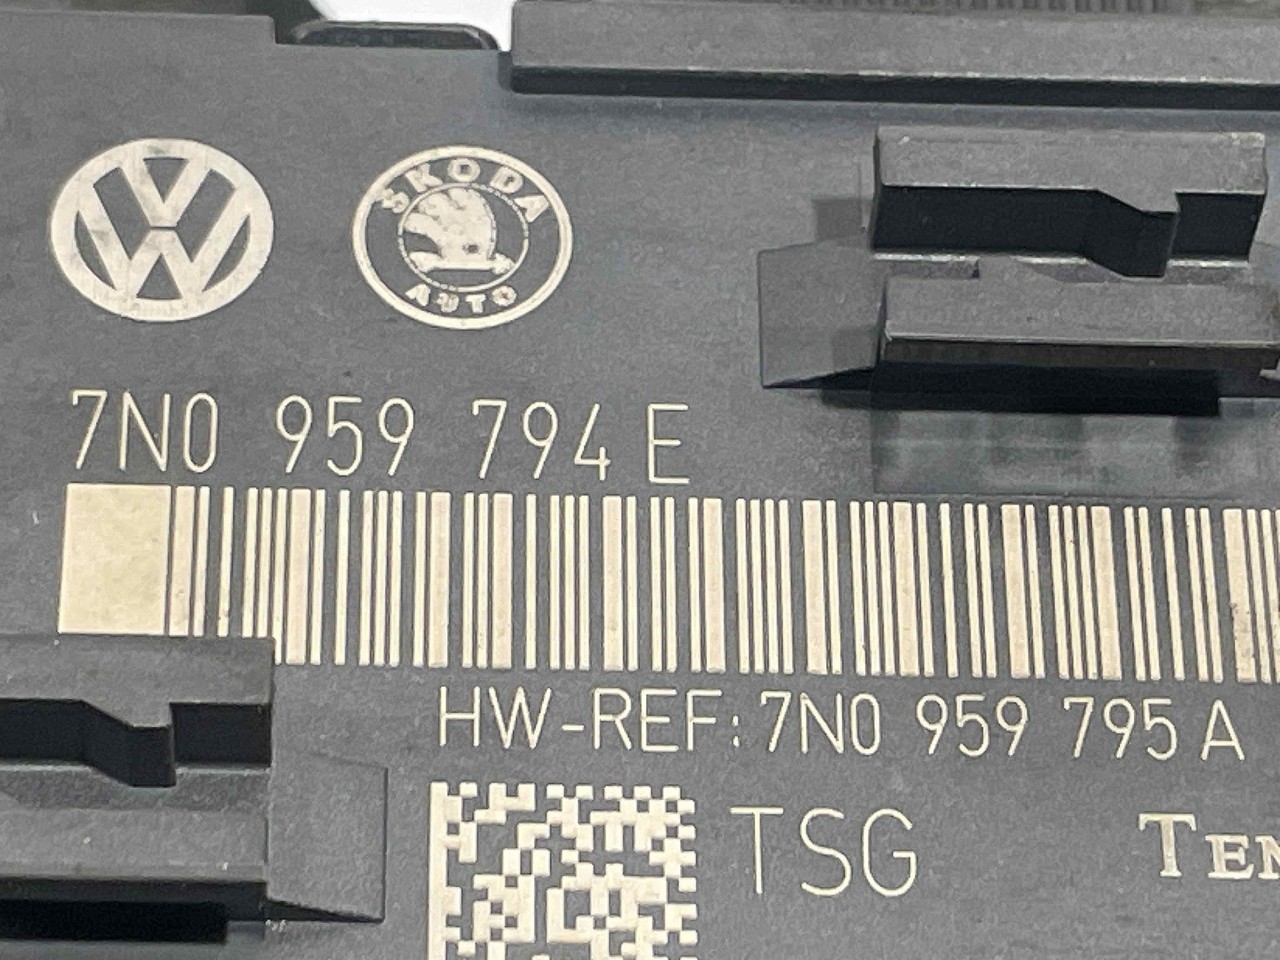 ŠKODA
AUTO
7N0 959 794 E
HW-REF: 7N0 959 795 A
TSG